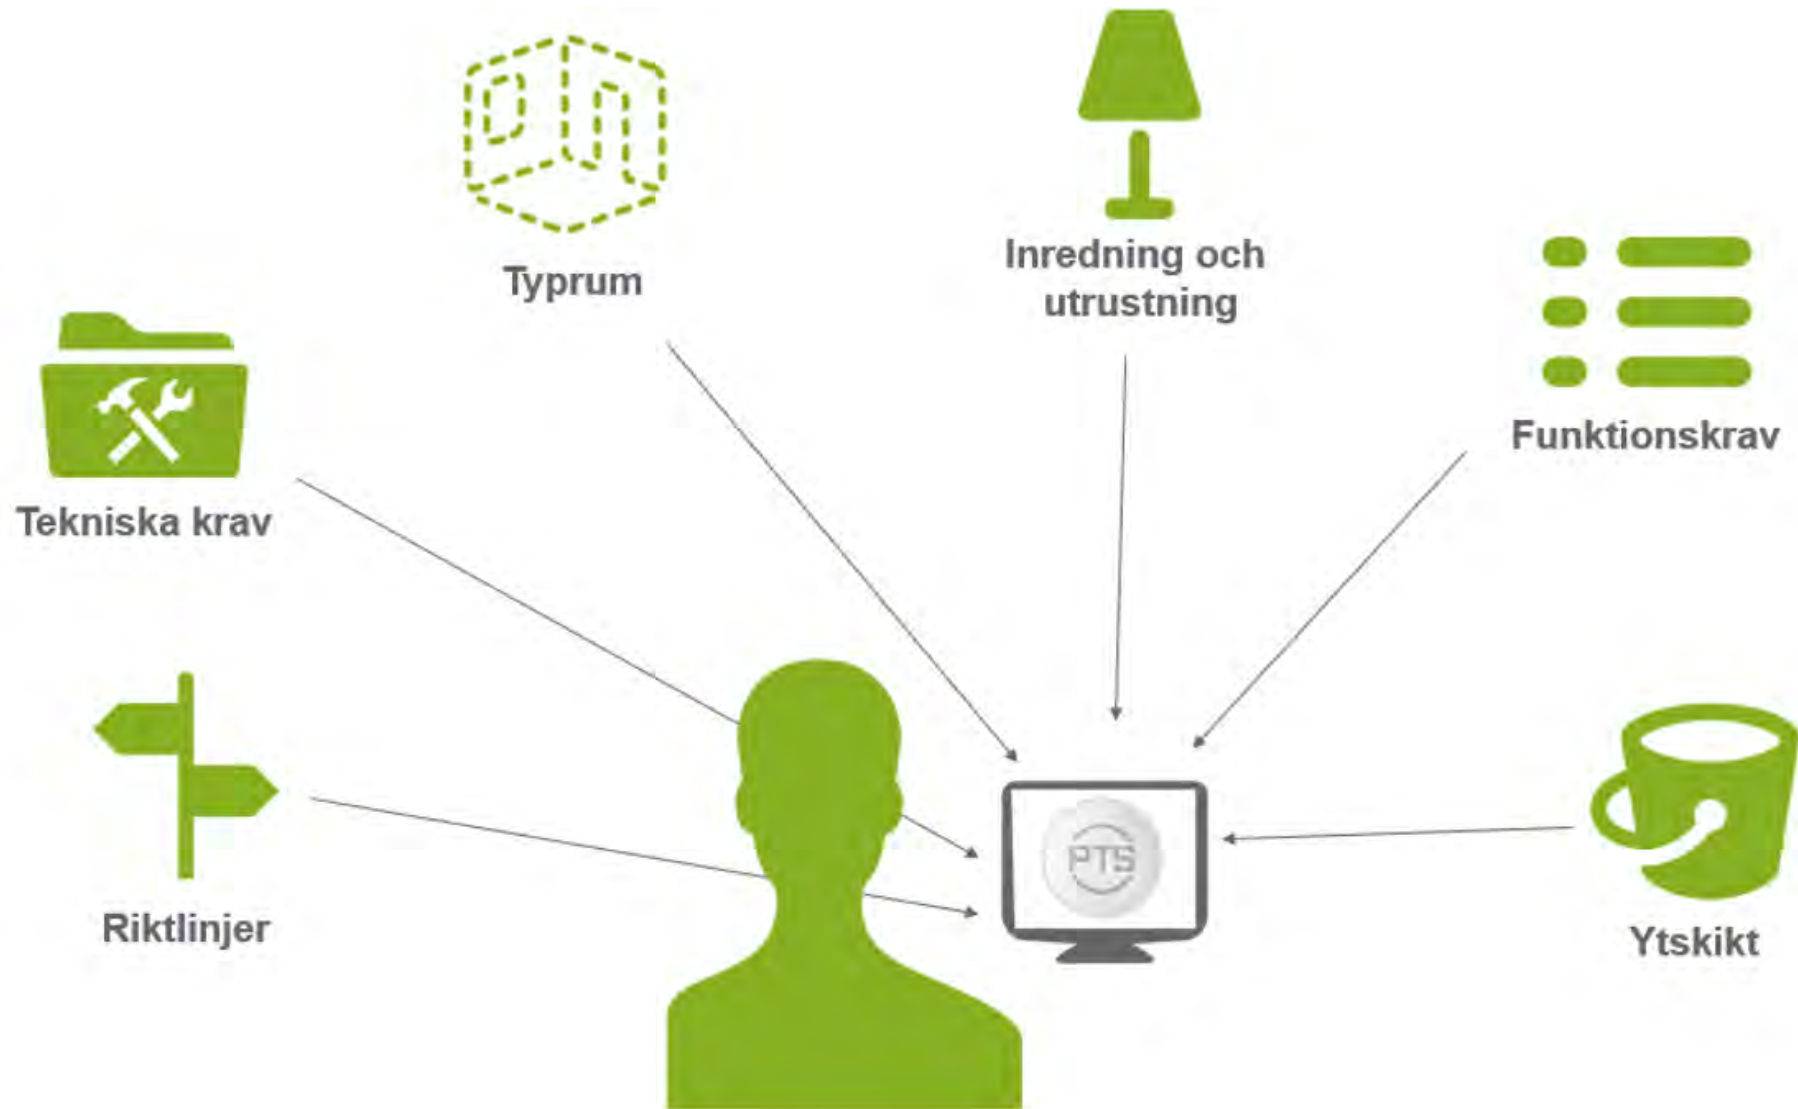 Typrum
Inredning och
utrustning
Funktionskrav
Tekniska krav
Riktlinjer
PTS
Ytskikt